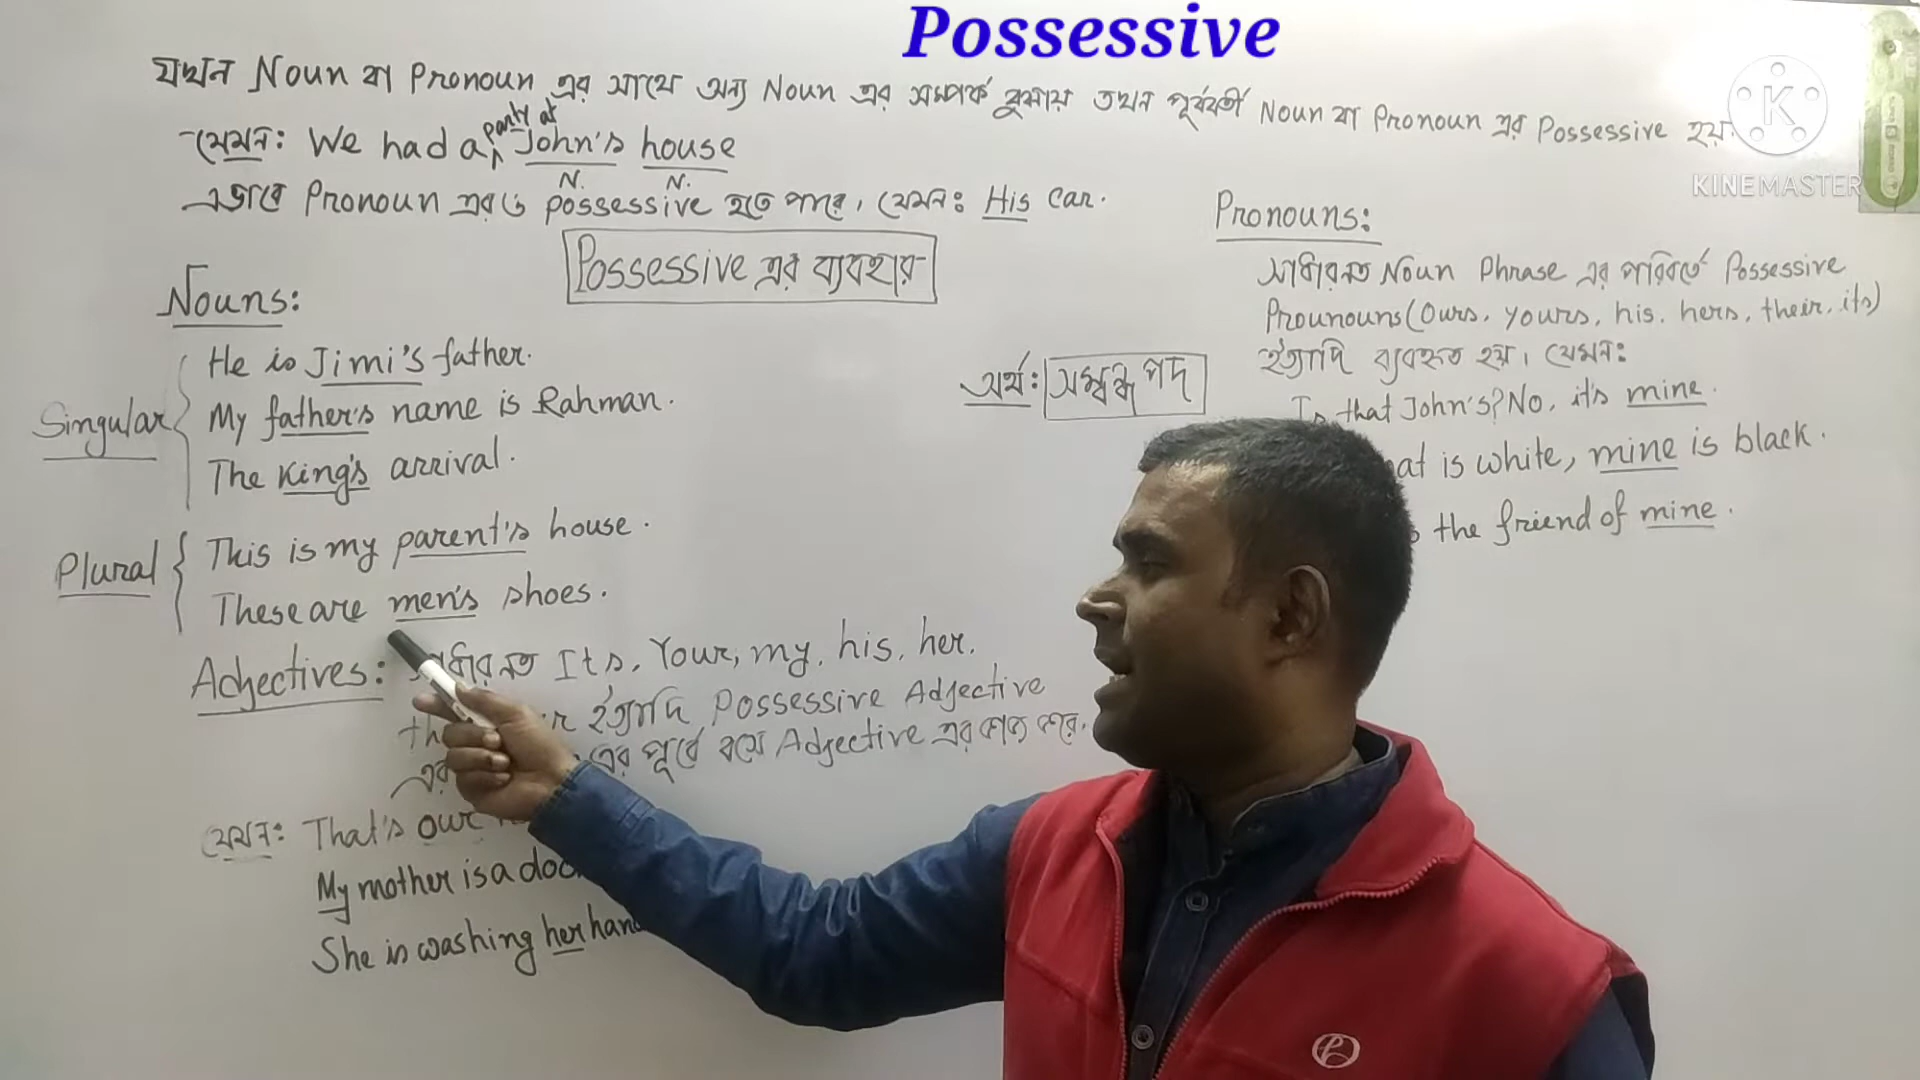 Possessive
যখন Noun বা Pronoun এর সাথে অন্য Noun এর সম্পর্ক বুঝায় তখন পূর্ববর্তী Noun বা Pronoun এর Possessive হয়।
যেমন: We had a party at John's house
N. N.
এভাবে Pronoun এরও possessive হতে পারে, যেমন: His car.
Possessive এর ব্যবহার
Nouns:
Singular
He is Jimi's father.
My father's name is Rahman.
The King's arrival.
Plural
This is my parent's house.
These are men's shoes.
Adjectives: সাধারনত Its, Your, my, his, her.
ইত্যাদি Possessive Adjective
এর পূর্বে বসে Adjective এর কাজ করে.
যেমন: That's our
My mother is a doc
She is washing her han
অর্থ: সম্বন্ধ পদ
Pronouns:
সাধারনত Noun Phrase এর পরিবর্তে Possessive
Prounouns (Ours, yours, his, hers, their, its)
ইত্যাদি ব্যবহৃত হয়। যেমন:
Is that John's? No, it's mine.
at is white, mine is black.
the friend of mine.
K
KINEMASTER